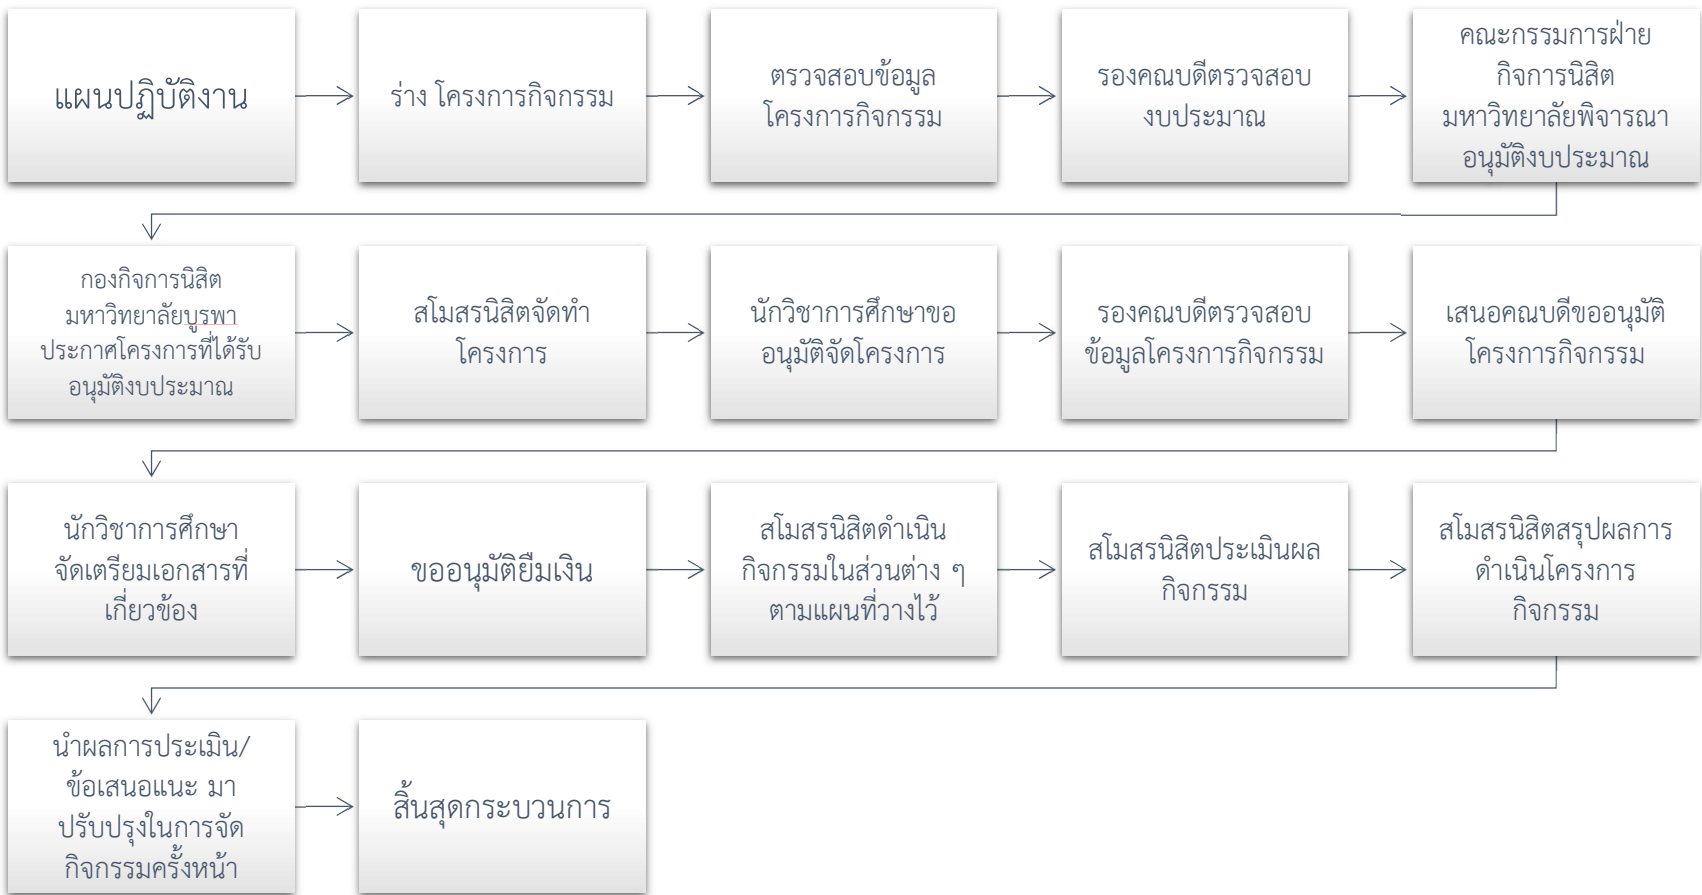 แผนปฏิบัติงาน
ร่าง โครงการกิจกรรม
ตรวจสอบข้อมูล
โครงการกิจกรรม
รองคณบดีตรวจสอบ
งบประมาณ
คณะกรรมการฝ่าย
กิจการนิสิต
มหาวิทยาลัยพิจารณา
อนุมัติงบประมาณ
กองกิจการนิสิต
มหาวิทยาลัยบูรพา
ประกาศโครงการที่ได้รับ
อนุมัติงบประมาณ
สโมสรนิสิตจัดทำ
โครงการ
นักวิชาการศึกษาขอ
อนุมัติจัดโครงการ
รองคณบดีตรวจสอบ
ข้อมูลโครงการกิจกรรม
เสนอคณบดีขออนุมัติ
โครงการกิจกรรม
นักวิชาการศึกษา
จัดเตรียมเอกสารที่
เกี่ยวข้อง
ขออนุมัติยืมเงิน
สโมสรนิสิตดำเนิน
กิจกรรมในส่วนต่าง ๆ
ตามแผนที่วางไว้
สโมสรนิสิตประเมินผล
กิจกรรม
สโมสรนิสิตสรุปผลการ
ดำเนินโครงการ
กิจกรรม
นำผลการประเมิน/
ข้อเสนอแนะ มา
ปรับปรุงในการจัด
กิจกรรมครั้งหน้า
สิ้นสุดกระบวนการ